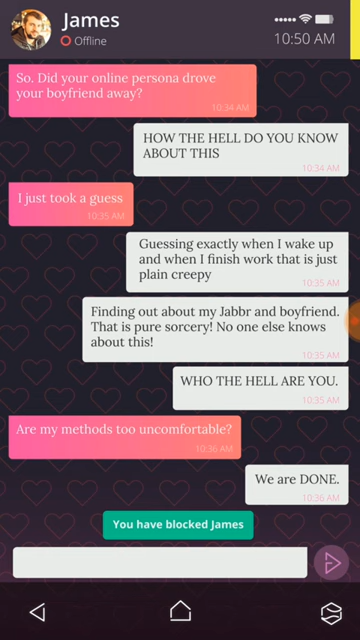 James
Offline
10:50 AM
So. Did your online persona drove
your boyfriend away?
10:34 AM
HOW THE HELL DO YOU KNOW
ABOUT THIS
10:34 AM
I just took a guess
10:35 AM
Guessing exactly when I wake up
and when I finish work that is just
plain creepy
10:35 AM
Finding out about my Jabbr and boyfriend.
That is pure sorcery! No one else knows
about this!
10:35 AM
WHO THE HELL ARE YOU.
10:35 AM
Are my methods too uncomfortable?
10:36 AM
We are DONE.
10:36 AM
You have blocked James